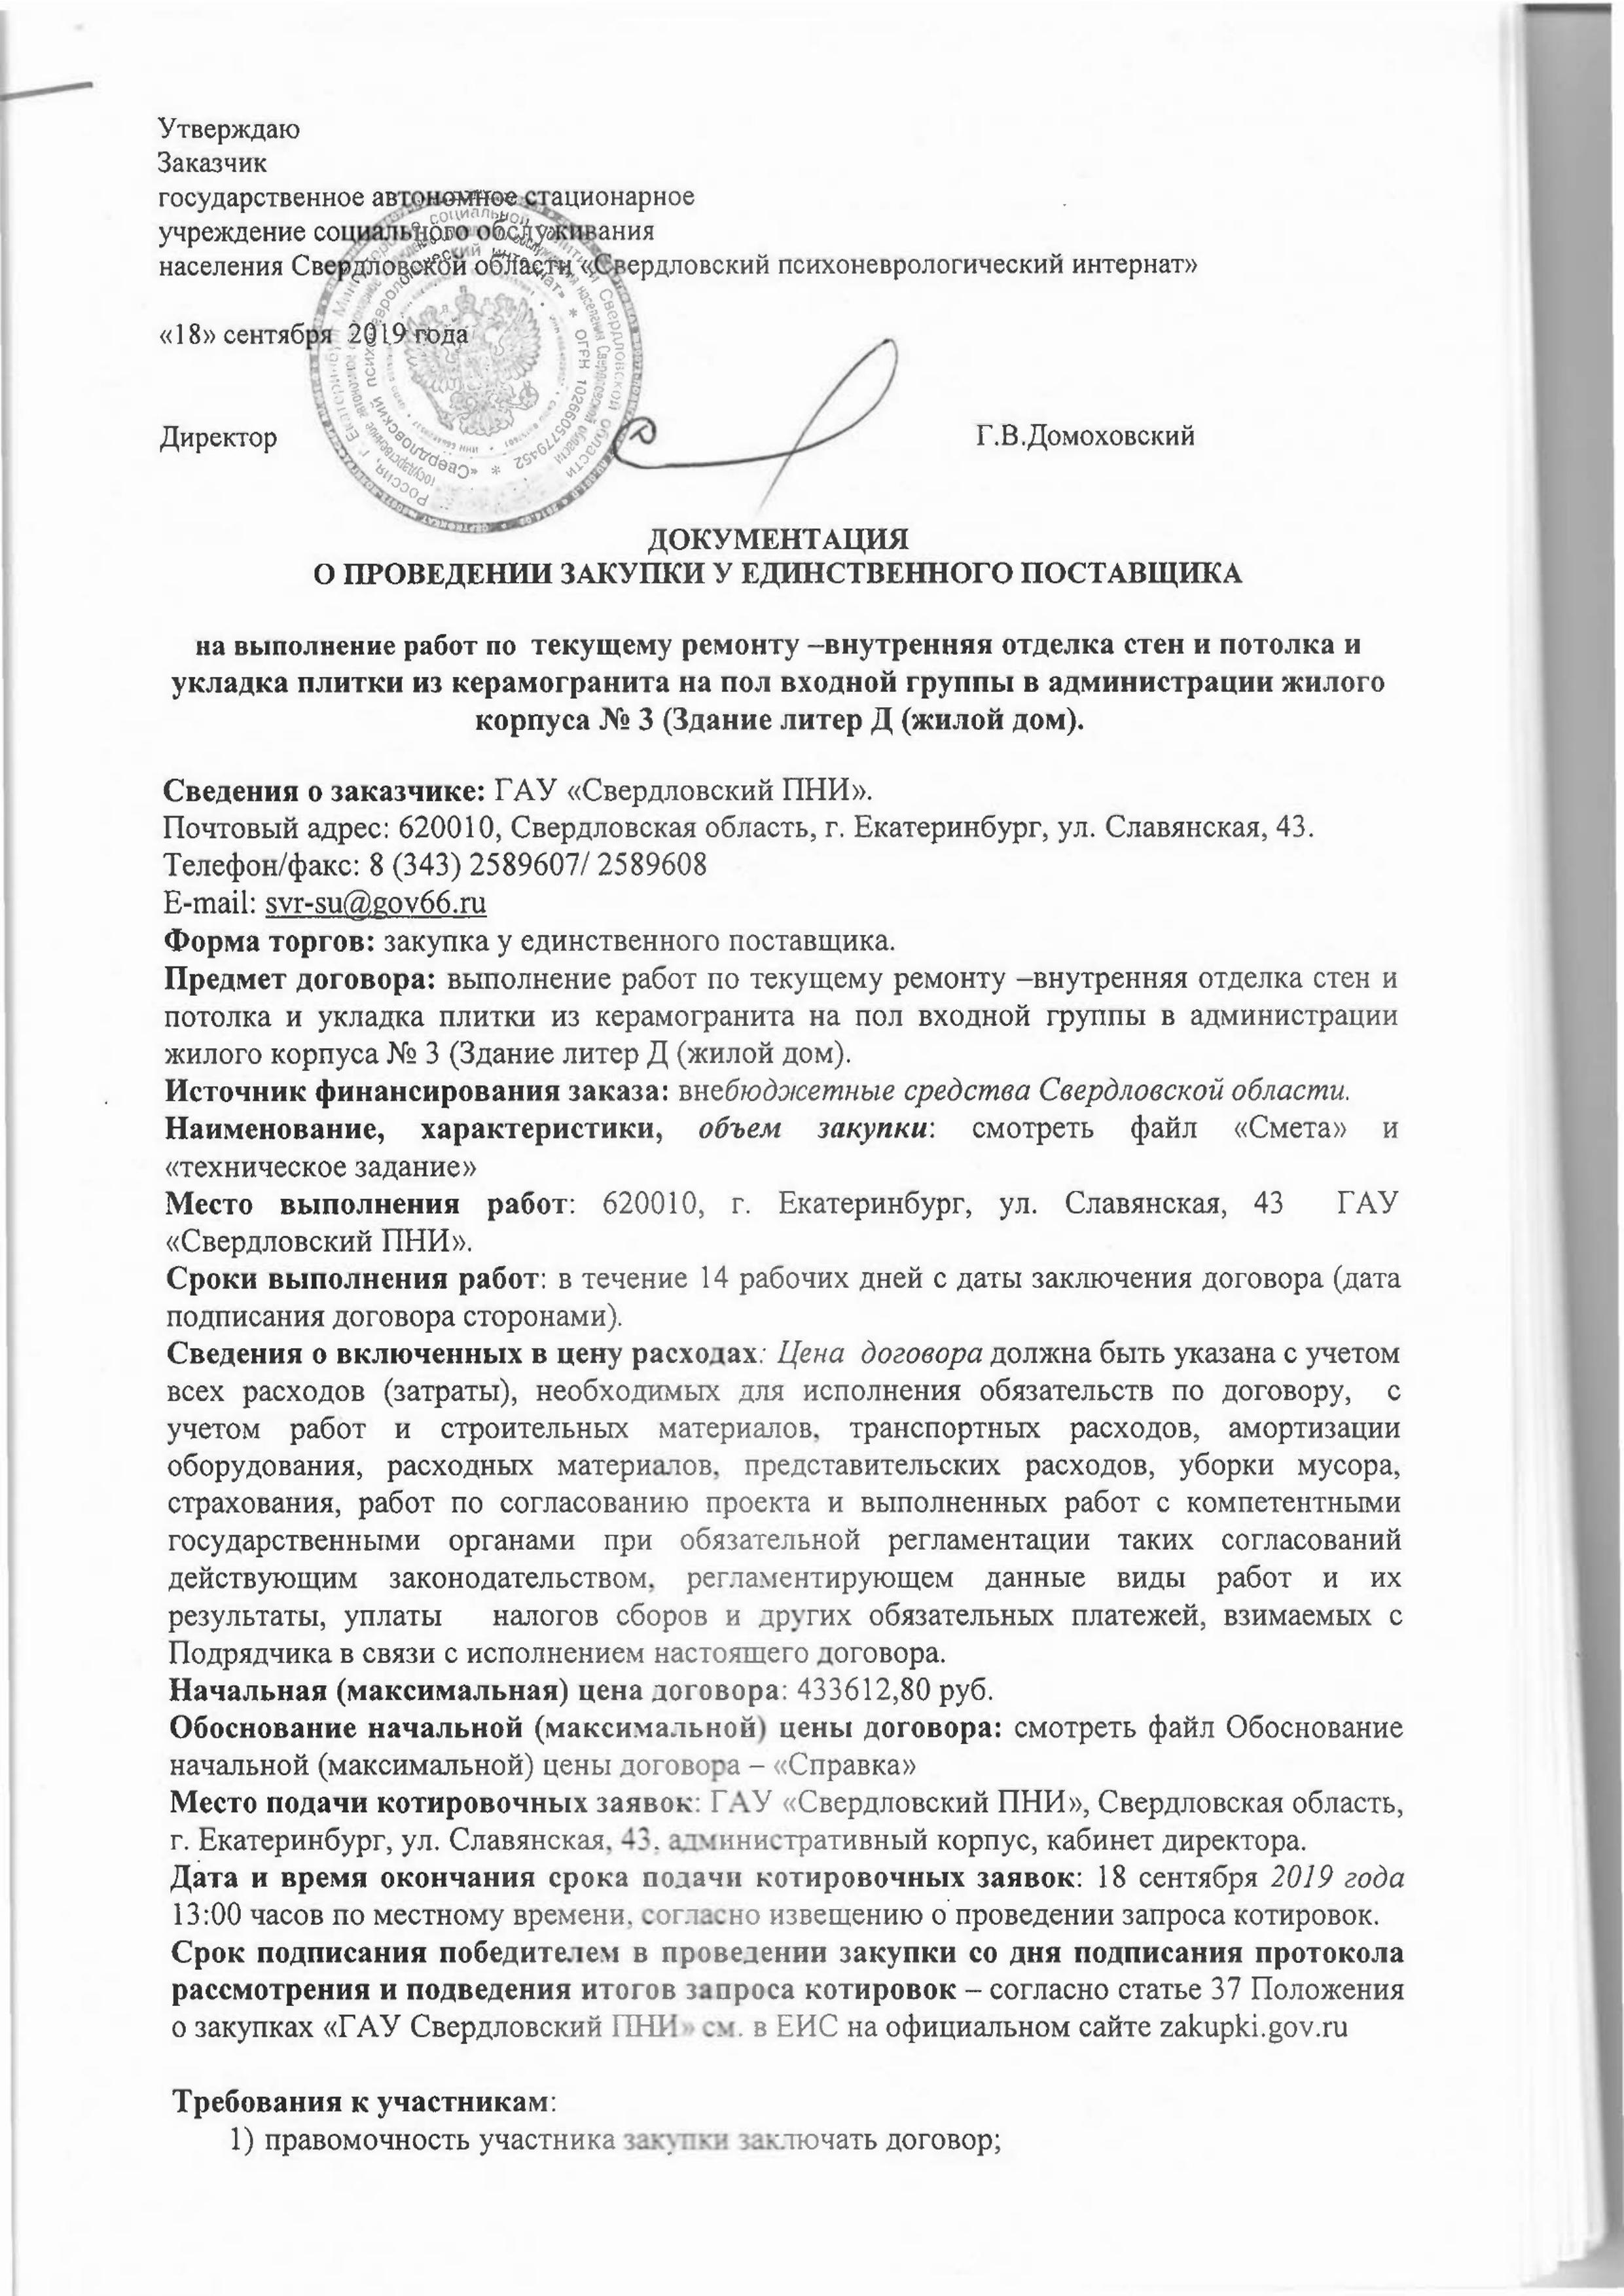 Утверждаю
Заказчик
государственное автономное стационарное
учреждение социального обслуживания
населения Свердловской области «Свердловский психоневрологический интернат»
«18» сентября 2019 года
Директор
Г.В.Домоховский
ДОКУМЕНТАЦИЯ
О ПРОВЕДЕНИИ ЗАКУПКИ У ЕДИНСТВЕННОГО ПОСТАВЩИКА
на выполнение работ по текущему ремонту –внутренняя отделка стен и потолка и
укладка плитки из керамогранита на пол входной группы в администрации жилого
корпуса № 3 (Здание литер Д (жилой дом).
Сведения о заказчике: ГАУ «Свердловский ПНИ».
Почтовый адрес: 620010, Свердловская область, г. Екатеринбург, ул. Славянская, 43.
Телефон/факс: 8 (343) 2589607/ 2589608
E-mail: svr-su@gov66.ru
Форма торгов: закупка у единственного поставщика.
Предмет договора: выполнение работ по текущему ремонту –внутренняя отделка стен и
потолка и укладка плитки из керамогранита на пол входной группы в администрации
жилого корпуса № 3 (Здание литер Д (жилой дом).
Источник финансирования заказа: внебюджетные средства Свердловской области.
Наименование, характеристики, объем закупки: смотреть файл «Смета» и
«техническое задание»
Место выполнения работ: 620010, г. Екатеринбург, ул. Славянская, 43 ГАУ
«Свердловский ПНИ».
Сроки выполнения работ: в течение 14 рабочих дней с даты заключения договора (дата
подписания договора сторонами).
Сведения о включенных в цену расходах: Цена договора должна быть указана с учетом
всех расходов (затраты), необходимых для исполнения обязательств по договору, с
учетом работ и строительных материалов, транспортных расходов, амортизации
оборудования, расходных материалов, представительских расходов, уборки мусора,
страхования, работ по согласованию проекта и выполненных работ с компетентными
государственными органами при обязательной регламентации таких согласований
действующим законодательством, регламентирующем данные виды работ и их
результаты, уплаты налогов сборов и других обязательных платежей, взимаемых с
Подрядчика в связи с исполнением настоящего договора.
Начальная (максимальная) цена договора: 433612,80 руб.
Обоснование начальной (максимальной) цены договора: смотреть файл Обоснование
начальной (максимальной) цены договора – «Справка»
Место подачи котировочных заявок: ГАУ «Свердловский ПНИ», Свердловская область,
г. Екатеринбург, ул. Славянская, 43, административный корпус, кабинет директора.
Дата и время окончания срока подачи котировочных заявок: 18 сентября 2019 года
13:00 часов по местному времени, согласно извещению о проведении запроса котировок.
Срок подписания победителем в проведении закупки со дня подписания протокола
рассмотрения и подведения итогов запроса котировок – согласно статье 37 Положения
о закупках «ГАУ Свердловский ПНИ» см. в ЕИС на официальном сайте zakupki.gov.ru
Требования к участникам:
1) правомочность участника закупки заключать договор;